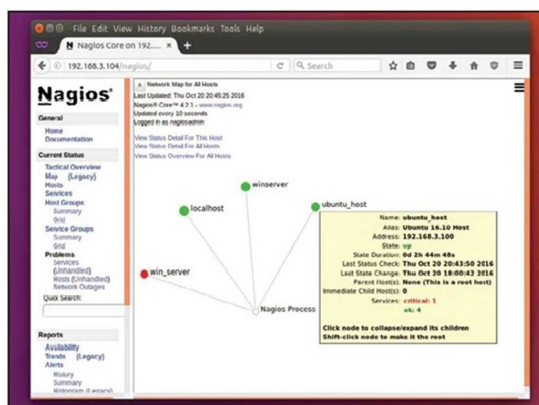 File Edit View History Bookmarks Tools Help
N Nagios Core on 192....
192.168.3.104/nagios/
Search
Nagios®
General
Home
Documentation
Current Status
Tactical Overview
Map (Legacy)
Hosts
Services
Host Groups
Summary
Grid
Service Groups
Summary
Grid
Problems
Services
(Unhandled)
Hosts (Unhandled)
Network Outages
Quick Search:
Reports
Availability
Trends (Legacy)
Alerts
History
Summary
Histogram (Legacy)
Network Map for All Hosts
Last Updated: Thu Oct 20 20:45:25 2016
Updated every 10 seconds
Nagios® Core™ 4.2.1 - www.nagios.org
Logged in as nagiosadmin
View Status Detail For This Host
View Status Detail For All Hosts
View Status Overview For All Hosts
winserver
localhost
ubuntu_host
win_server
Nagios Process
Name: ubuntu_host
Alias: Ubuntu 16.10 Host
Address: 192.168.3.100
State: up
State Duration: 0d 2h 44m 48s
Last Status Check: Thu Oct 20 20:43:50 2016
Last State Change: Thu Oct 20 18:00:42 2016
Parent Host(s): None (This is a root host)
Immediate Child Host(s): 0
Services: critical: 1
ok: 4
Click node to collapse/expand its children
Shift-click node to make it the root